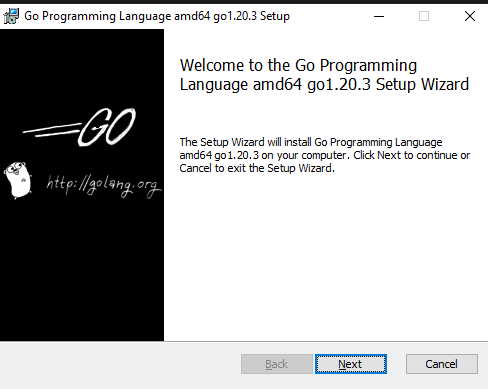 Go Programming Language amd64 go1.20.3 Setup
GO
http://golang.org
Welcome to the Go Programming
Language amd64 go1.20.3 Setup Wizard
The Setup Wizard will install Go Programming Language
amd64 go1.20.3 on your computer. Click Next to continue or
Cancel to exit the Setup Wizard.
Back
Next
Cancel